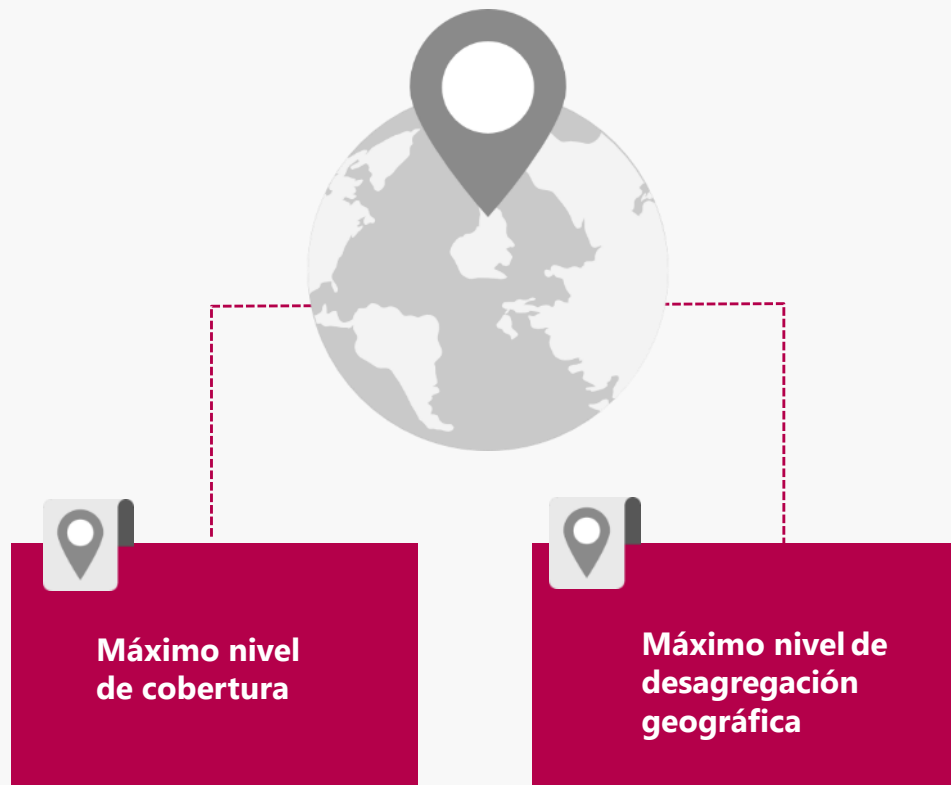 Máximo nivel
de cobertura
Máximo nivel de
desagregación
geográfica